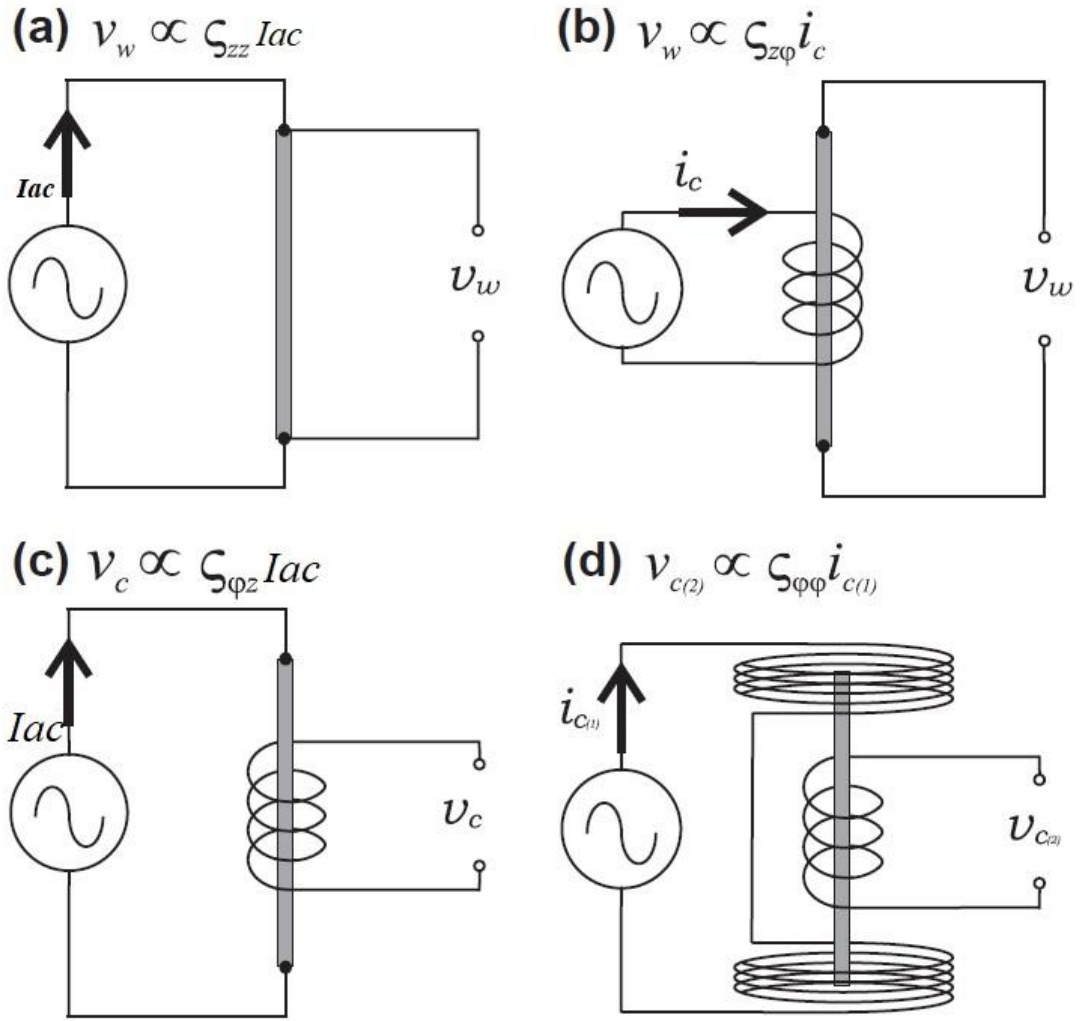 (a) v_w ∝ ς_zz Iac
Iac
v_w
(b) v_w ∝ ς_zφ i_c
i_c
v_w
(c) v_c ∝ ς_φz Iac
Iac
v_c
(d) v_c(2) ∝ ς_φφ i_c(1)
i_c(1)
v_c(2)